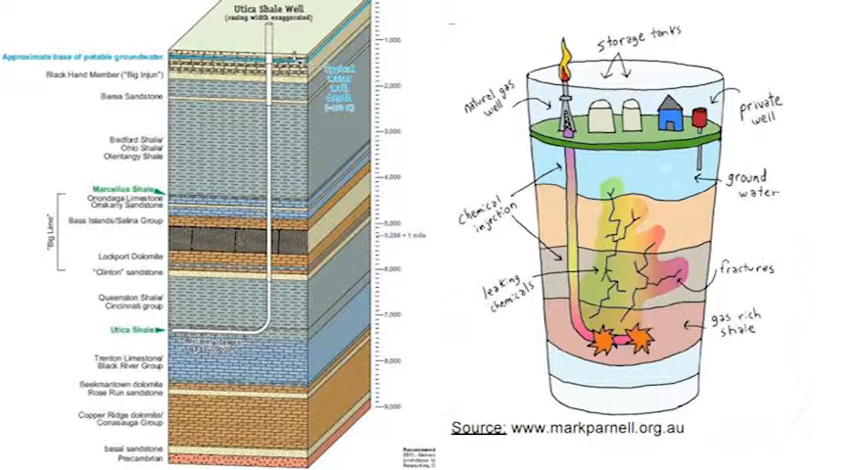 Utica Shale Well
(casing width exaggerated)
Approximate base of potable groundwater
Black Hand Member ("Big Injun")
Berea Sandstone
Bedford Shale/
Ohio Shale/
Olentangy Shale
Marcellus Shale
Onondaga Limestone
Oriskany Sandstone
"Big Lime"
Bass Islands/Salina Group
Lockport Dolomite
"Clinton" sandstone
Queenston Shale/
Cincinnati group
Utica Shale
Trenton Limestone/
Black River Group
Beekmantown dolomite
Rose Run sandstone
Copper Ridge dolomite/
Conasauga Group
basal sandstone
Precambrian
Typical
water
well
depth
1,000
2,000
3,000
4,000
5,000
5,280 = 1 mile
6,000
7,000
8,000
9,000
storage tanks
natural gas
well
private
well
ground
water
chemical
injection
leaking
chemicals
fractures
gas rich
shale
Source: www.markparnell.org.au